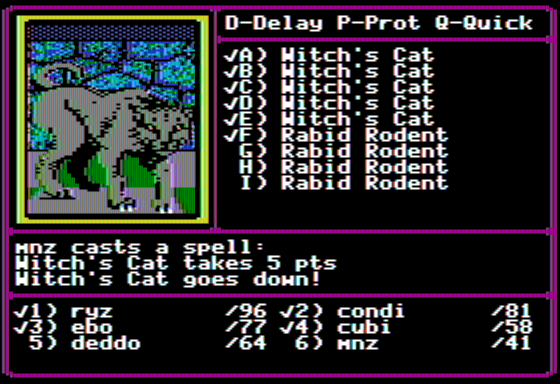 D-Delay P-Prot Q-Quick
✓A) Witch's Cat
✓B) Witch's Cat
✓C) Witch's Cat
✓D) Witch's Cat
✓E) Witch's Cat
✓F) Rabid Rodent
G) Rabid Rodent
H) Rabid Rodent
I) Rabid Rodent
mnz casts a spell:
Witch's Cat takes 5 pts
Witch's Cat goes down!
✓1) ryz /96 ✓2) condi /81
✓3) ebo /77 ✓4) cubi /58
5) deddo /64 6) mnz /41